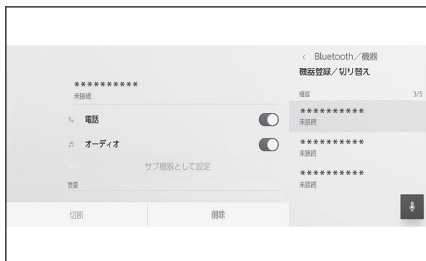 ＜ Bluetooth／機器
機器登録／切り替え
機器 3/5
**********
未接続
**********
未接続
**********
未接続
**********
未接続
電話
オーディオ
サブ機器として設定
切断
削除